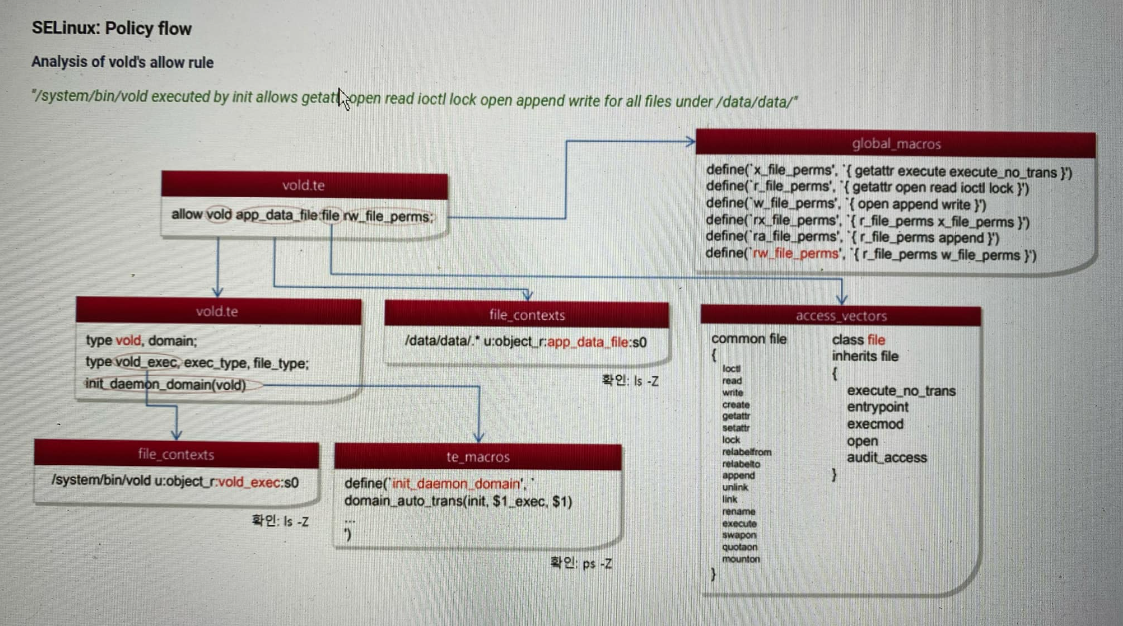 SELinux: Policy flow
Analysis of vold's allow rule
"/system/bin/vold executed by init allows getattr open read ioctl lock open append write for all files under /data/data/"
global_macros
define(`x_file_perms', `{ getattr execute execute_no_trans }')
define(`r_file_perms', `{ getattr open read ioctl lock }')
define(`w_file_perms', `{ open append write }')
define(`rx_file_perms', `{ r_file_perms x_file_perms }')
define(`ra_file_perms', `{ r_file_perms append }')
define(`rw_file_perms', `{ r_file_perms w_file_perms }')
vold.te
allow vold app_data_file:file rw_file_perms;
vold.te
type vold, domain;
type vold_exec, exec_type, file_type;
init_daemon_domain(vold)
file_contexts
/data/data/.* u:object_r:app_data_file:s0
확인: ls -Z
access_vectors
common file
{
ioctl
read
write
create
getattr
setattr
lock
relabelfrom
relabelto
append
unlink
link
rename
execute
swapon
quotaon
mounton
}
class file
inherits file
{
execute_no_trans
entrypoint
execmod
open
audit_access
}
file_contexts
/system/bin/vold u:object_r:vold_exec:s0
확인: ls -Z
te_macros
define(`init_daemon_domain', `
domain_auto_trans(init, $1_exec, $1)
...
')
확인: ps -Z